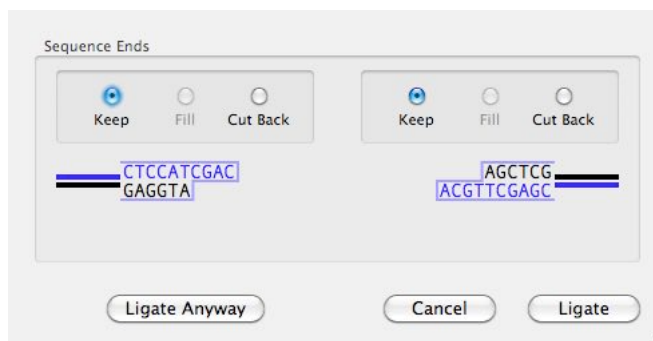 Sequence Ends
Keep Fill Cut Back
Keep Fill Cut Back
CTCCATCGAC
GAGGTA
AGCTCG
ACGTTCGAGC
Ligate Anyway
Cancel
Ligate